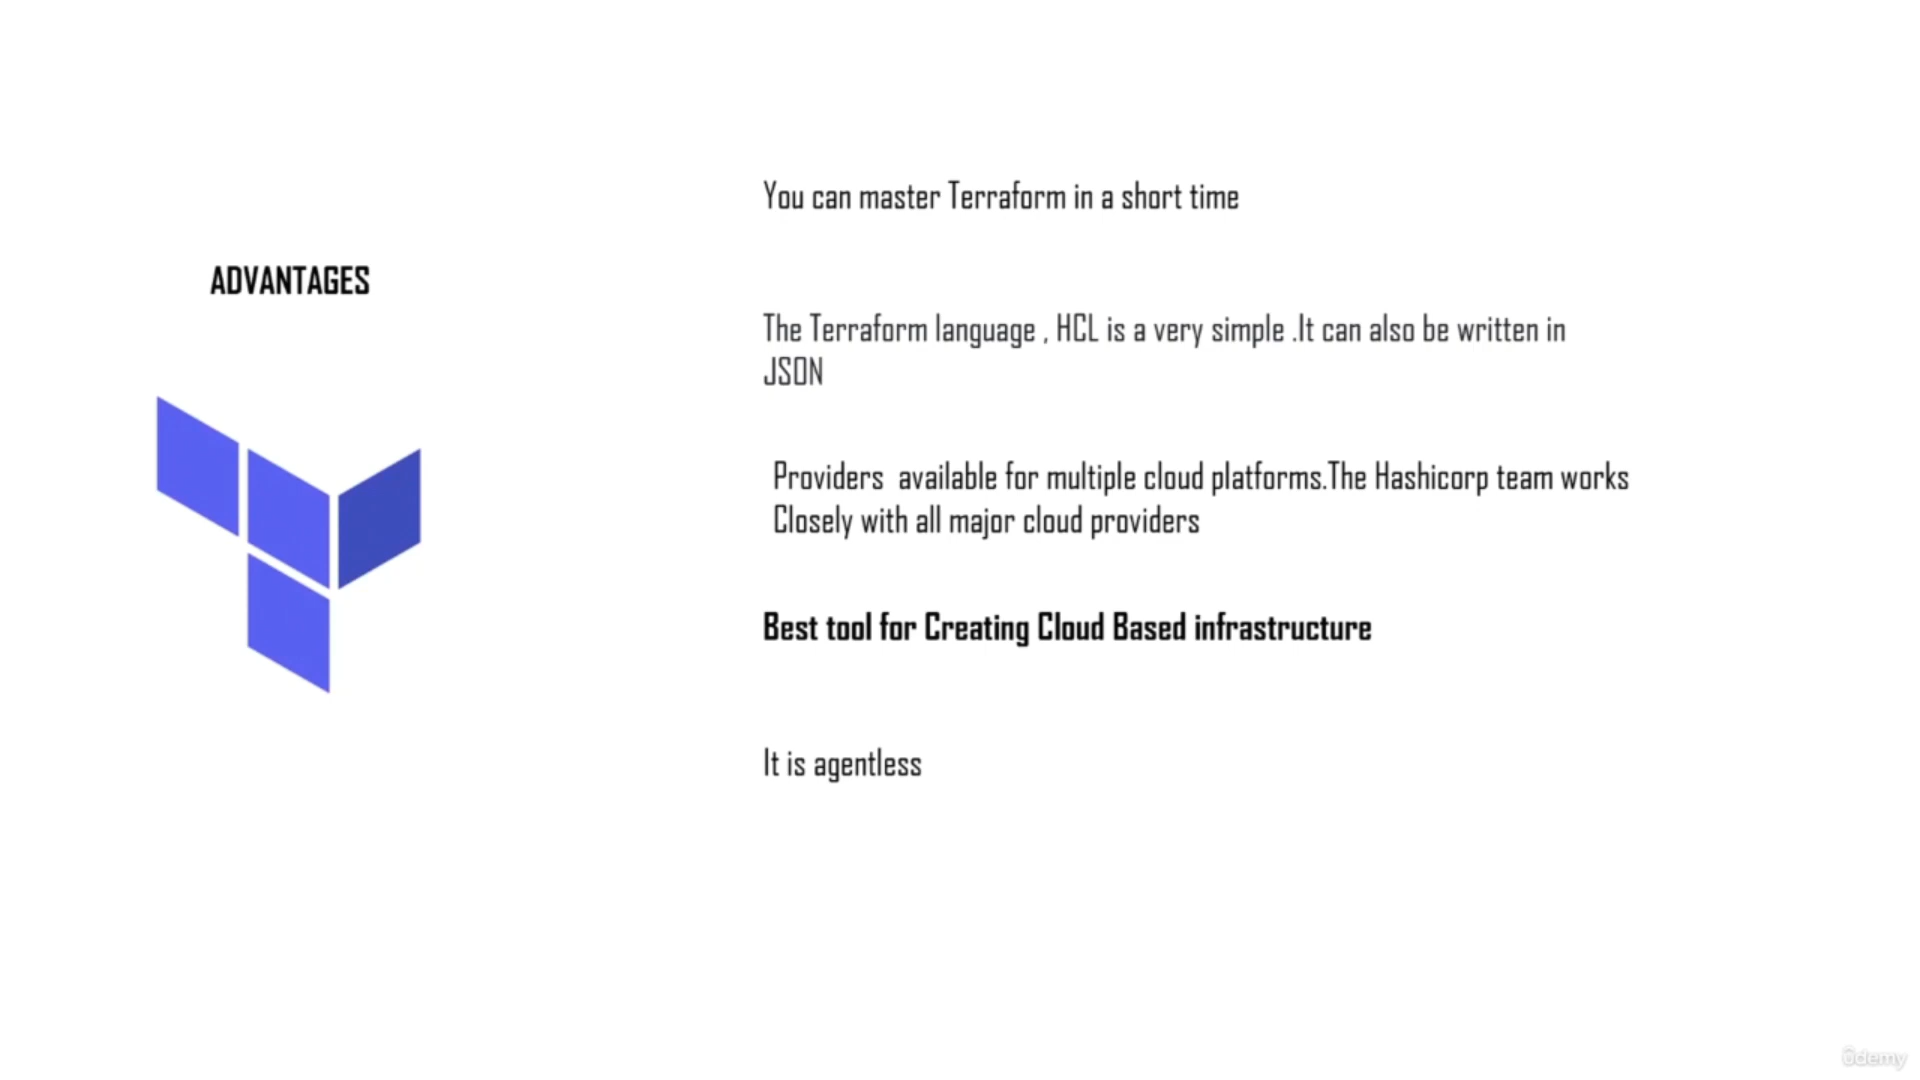 ADVANTAGES
You can master Terraform in a short time
The Terraform language , HCL is a very simple .It can also be written in
JSON
Providers available for multiple cloud platforms.The Hashicorp team works
Closely with all major cloud providers
Best tool for Creating Cloud Based infrastructure
It is agentless
ûdemy